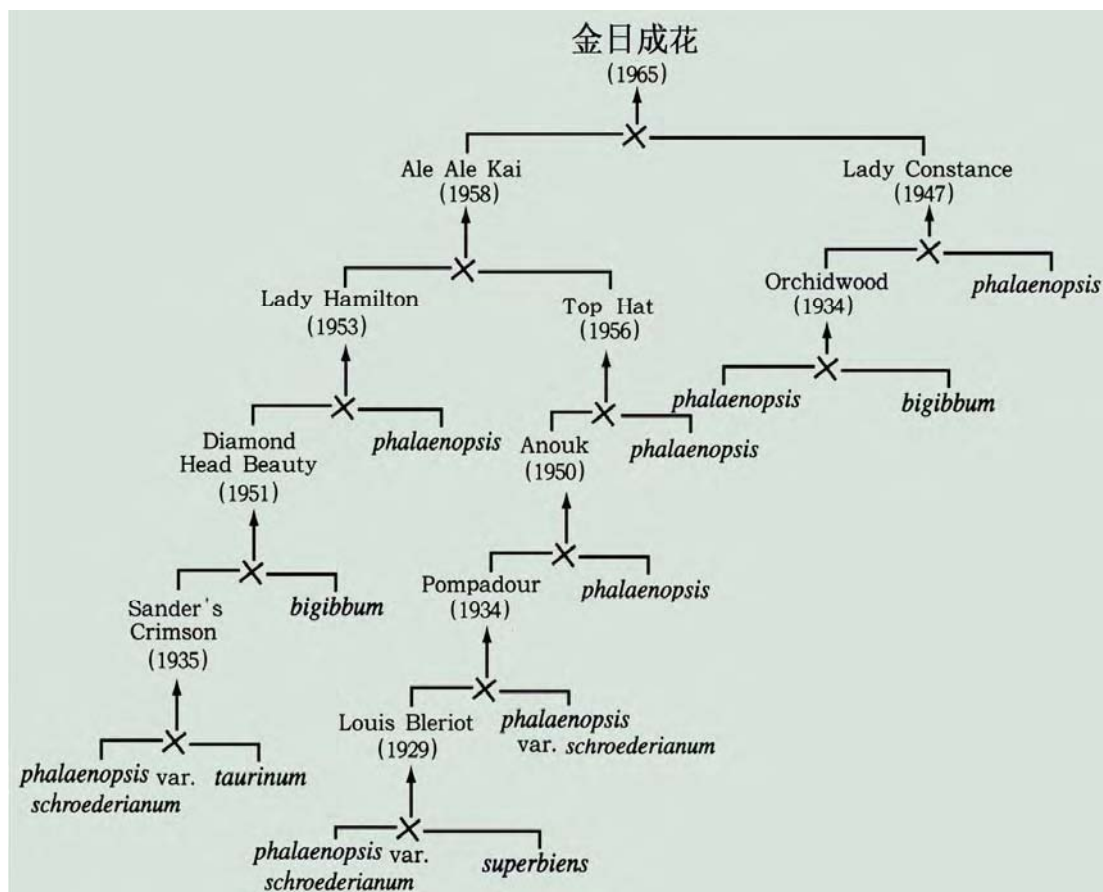 金日成花
(1965)
Ale Ale Kai
(1958)
Lady Constance
(1947)
Lady Hamilton
(1953)
Top Hat
(1956)
Orchidwood
(1934)
phalaenopsis
Diamond
Head Beauty
(1951)
phalaenopsis
Anouk
(1950)
phalaenopsis
phalaenopsis
bigibbum
Sander's
Crimson
(1935)
bigibbum
Pompadour
(1934)
phalaenopsis
phalaenopsis var.
schroederianum
taurinum
Louis Bleriot
(1929)
phalaenopsis
var. schroederianum
phalaenopsis var.
schroederianum
superbiens